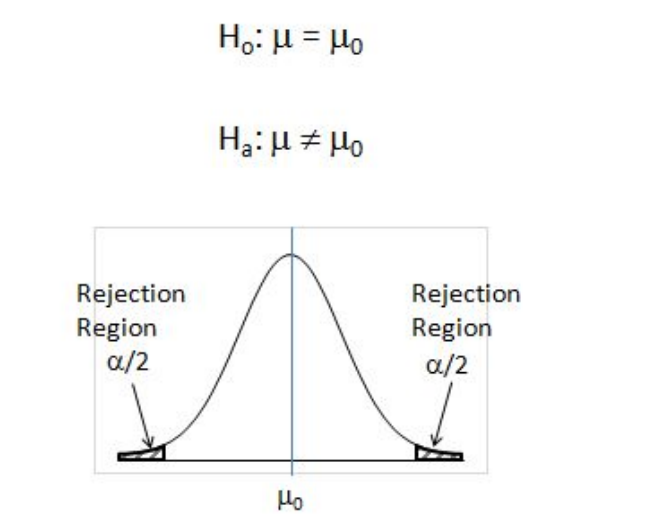 Hₒ: μ = μ₀
Hₐ: μ ≠ μ₀
Rejection
Region
α/2
Rejection
Region
α/2
μ₀